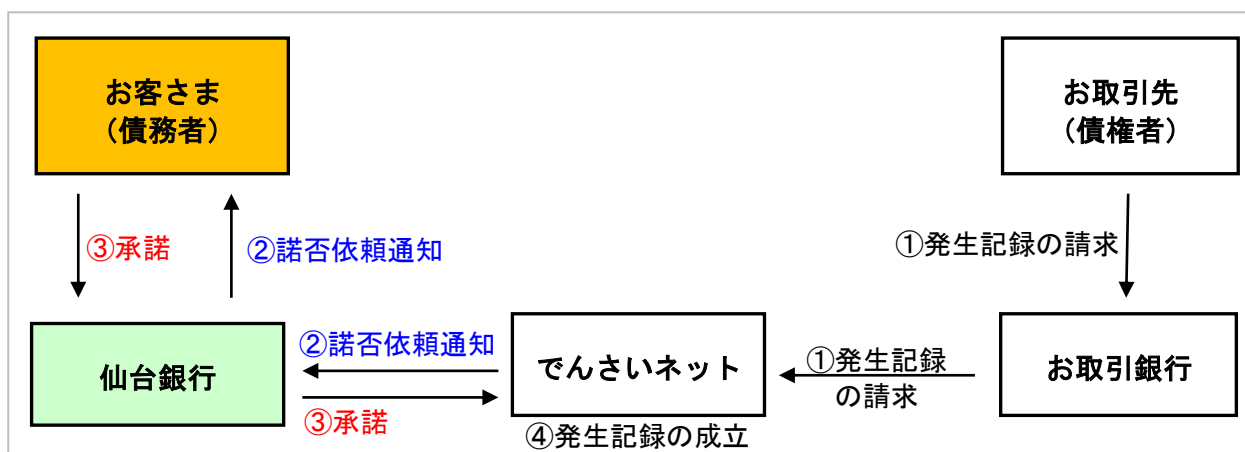 お客さま
（債務者）
お取引先
（債権者）
③承諾
②諾否依頼通知
①発生記録の請求
仙台銀行
②諾否依頼通知
③承諾
でんさいネット
④発生記録の成立
①発生記録
の請求
お取引銀行